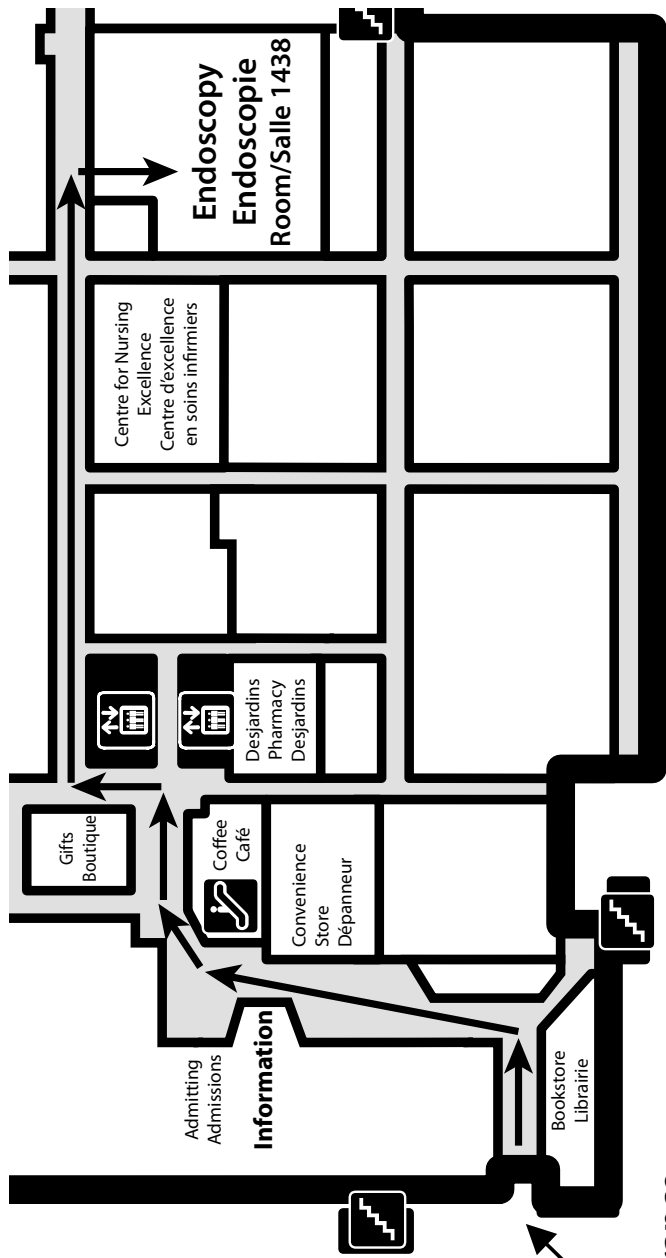 Endoscopy
Endoscopie
Room/Salle 1438
Centre for Nursing
Excellence
Centre d'excellence
en soins infirmiers
Desjardins
Pharmacy
Desjardins
Gifts
Boutique
Coffee
Café
Convenience
Store
Dépanneur
Admitting
Admissions
Information
Bookstore
Librairie